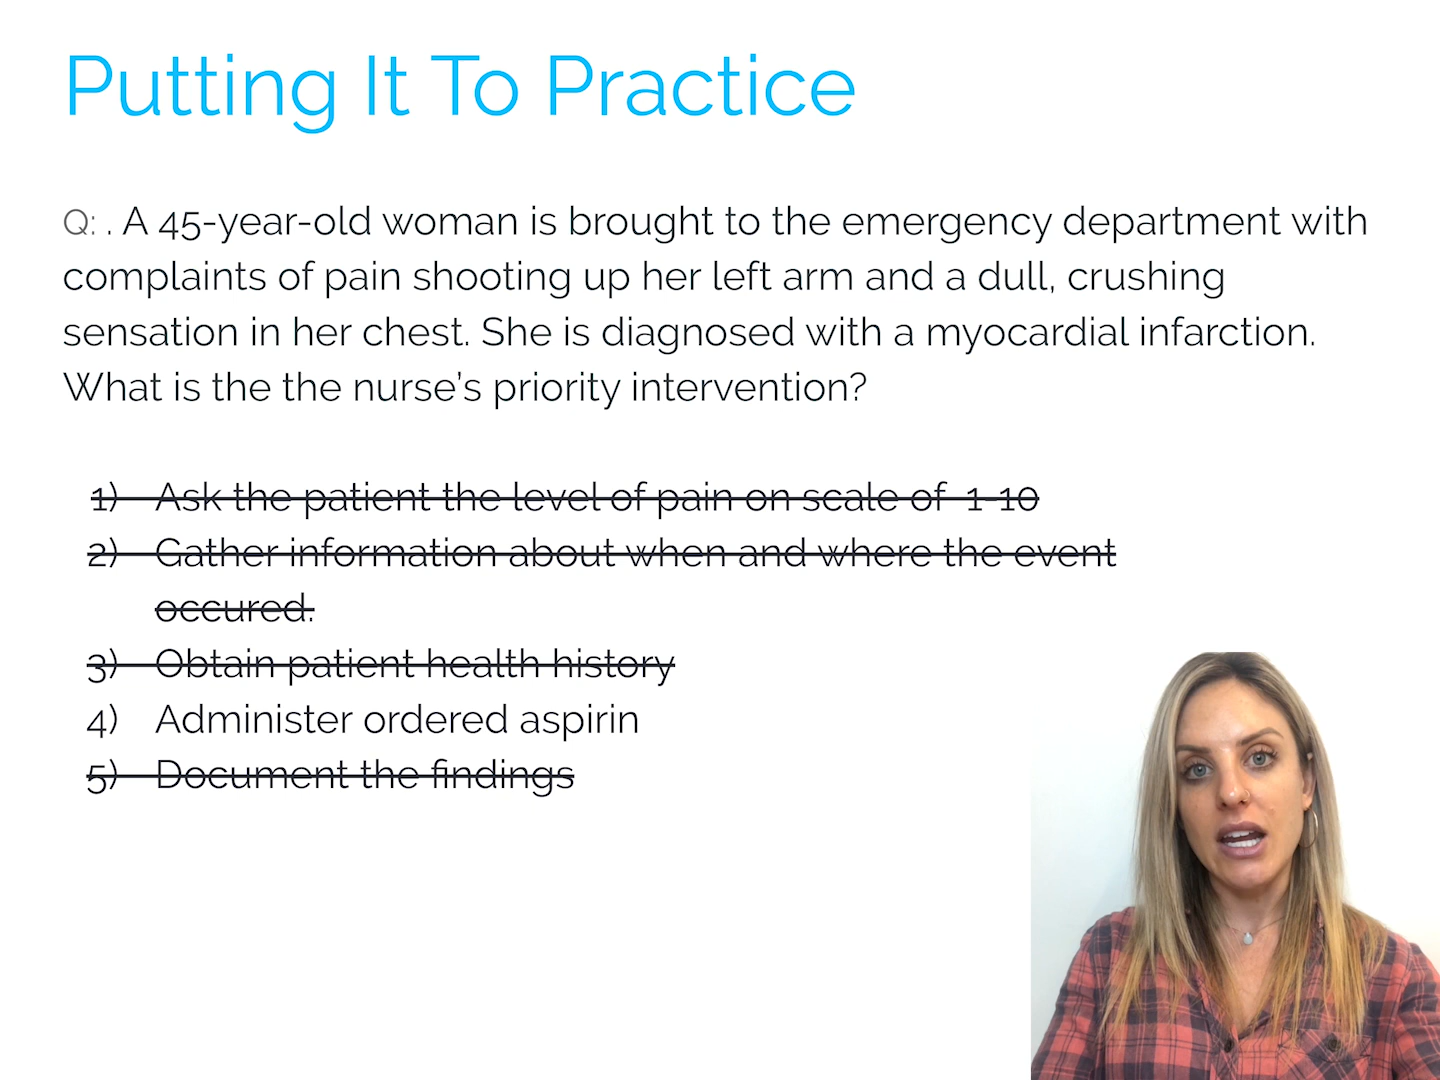 Putting It To Practice
Q: . A 45-year-old woman is brought to the emergency department with
complaints of pain shooting up her left arm and a dull, crushing
sensation in her chest. She is diagnosed with a myocardial infarction.
What is the the nurse's priority intervention?
1) Ask the patient the level of pain on scale of 1-10
2) Gather information about when and where the event
occured.
3) Obtain patient health history
4) Administer ordered aspirin
5) Document the findings